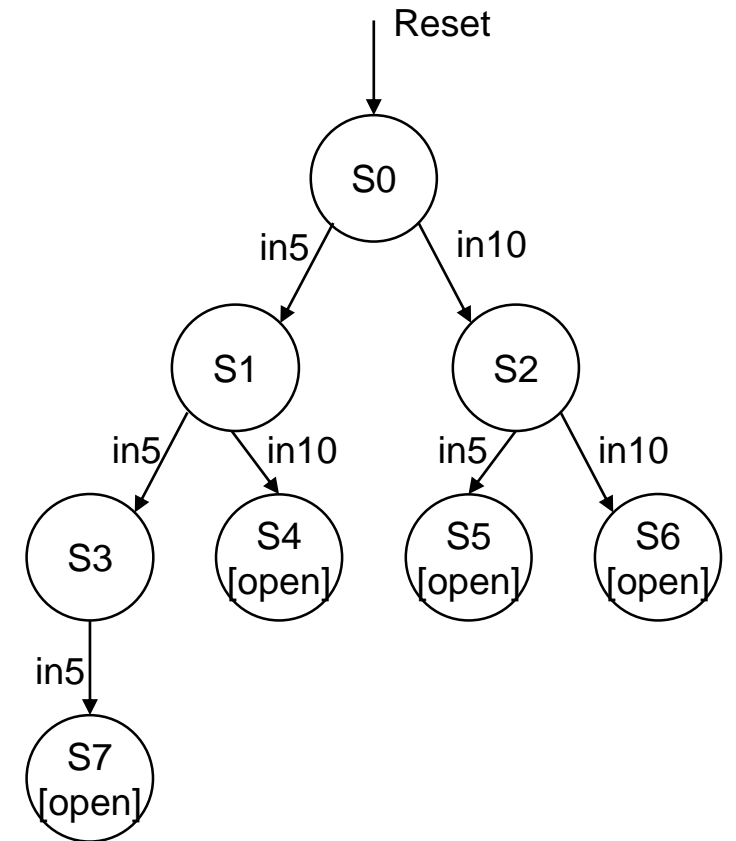 Reset
S0
in5
in10
S1
S2
in5
in10
in5
in10
S3
S4
[open]
S5
[open]
S6
[open]
in5
S7
[open]